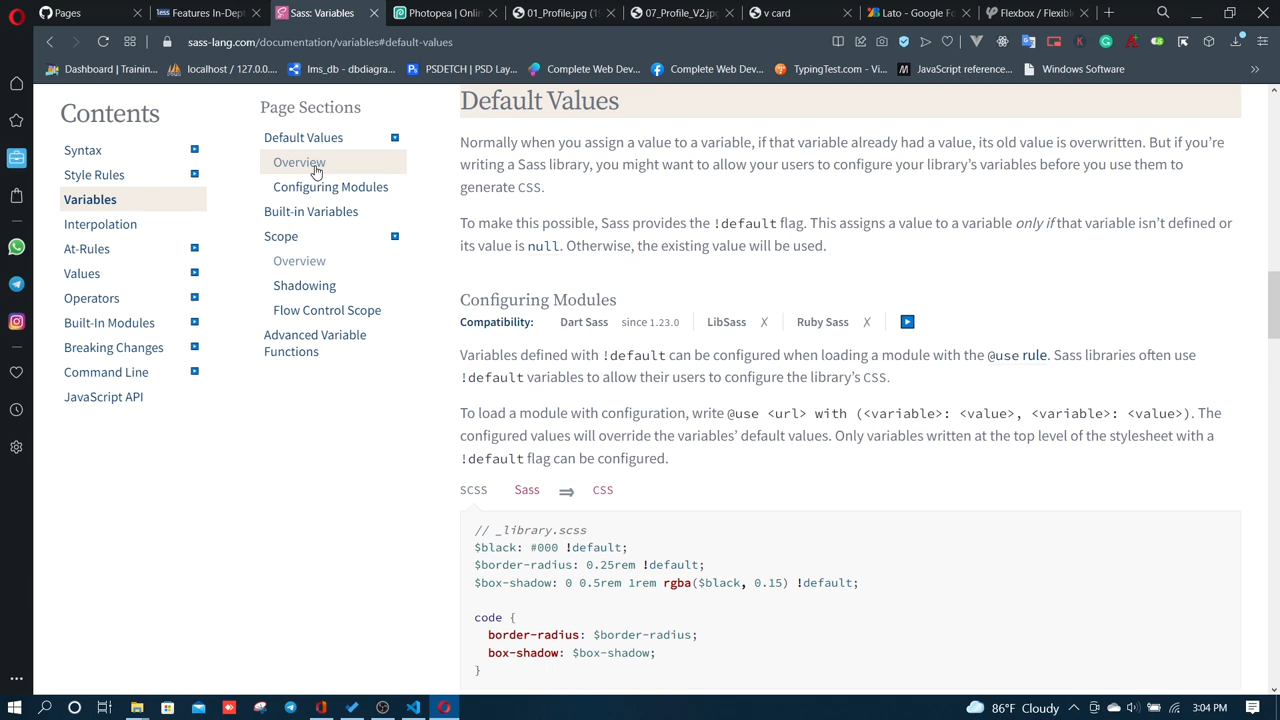 Pages
Less Features In-Dept
Sass: Variables
Photopea | Onlin
01_Profile.jpg (1
07_Profile_V2.jp
v card
Lato - Google Fo
Flexbox / Flexibl
sass-lang.com/documentation/variables#default-values
Dashboard | Trainin...
localhost / 127.0.0....
lms_db - dbdiagra...
PSDETCH | PSD Lay...
Complete Web Dev...
Complete Web Dev...
TypingTest.com - Vi...
JavaScript reference...
Windows Software
Contents
Syntax
Style Rules
Variables
Interpolation
At-Rules
Values
Operators
Built-In Modules
Breaking Changes
Command Line
JavaScript API
Page Sections
Default Values
Overview
Configuring Modules
Built-in Variables
Scope
Overview
Shadowing
Flow Control Scope
Advanced Variable
Functions
Default Values
Normally when you assign a value to a variable, if that variable already had a value, its old value is overwritten. But if you’re
writing a Sass library, you might want to allow your users to configure your library’s variables before you use them to
generate CSS.
To make this possible, Sass provides the !default flag. This assigns a value to a variable only if that variable isn’t defined or
its value is null. Otherwise, the existing value will be used.
Configuring Modules
Compatibility: Dart Sass since 1.23.0 LibSass ✗ Ruby Sass ✗
Variables defined with !default can be configured when loading a module with the @use rule. Sass libraries often use
!default variables to allow their users to configure the library’s CSS.
To load a module with configuration, write @use <url> with (<variable>: <value>, <variable>: <value>). The
configured values will override the variables’ default values. Only variables written at the top level of the stylesheet with a
!default flag can be configured.
SCSS Sass ⇒ CSS
// _library.scss
$black: #000 !default;
$border-radius: 0.25rem !default;
$box-shadow: 0 0.5rem 1rem rgba($black, 0.15) !default;
code {
border-radius: $border-radius;
box-shadow: $box-shadow;
}
86°F Cloudy
3:04 PM